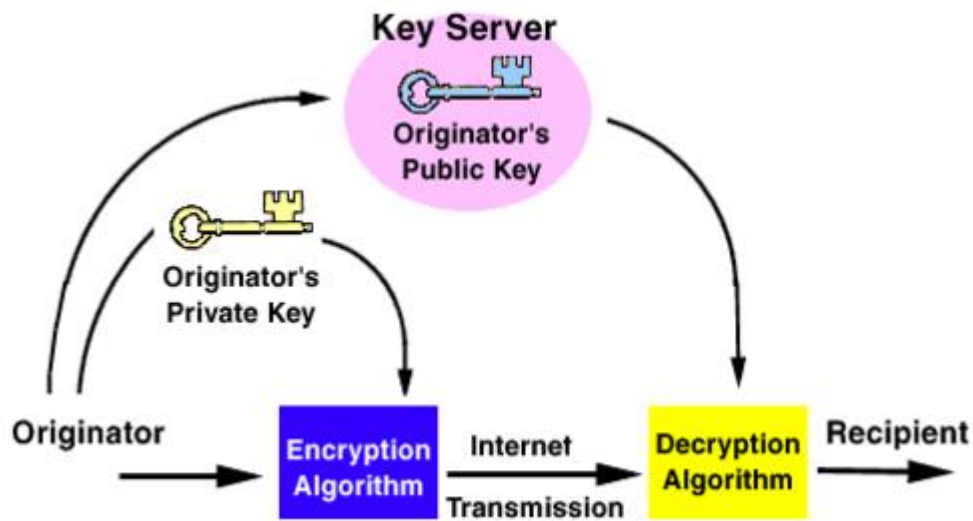 Key Server
Originator's
Public Key
Originator's
Private Key
Originator
Encryption
Algorithm
Internet
Transmission
Decryption
Algorithm
Recipient